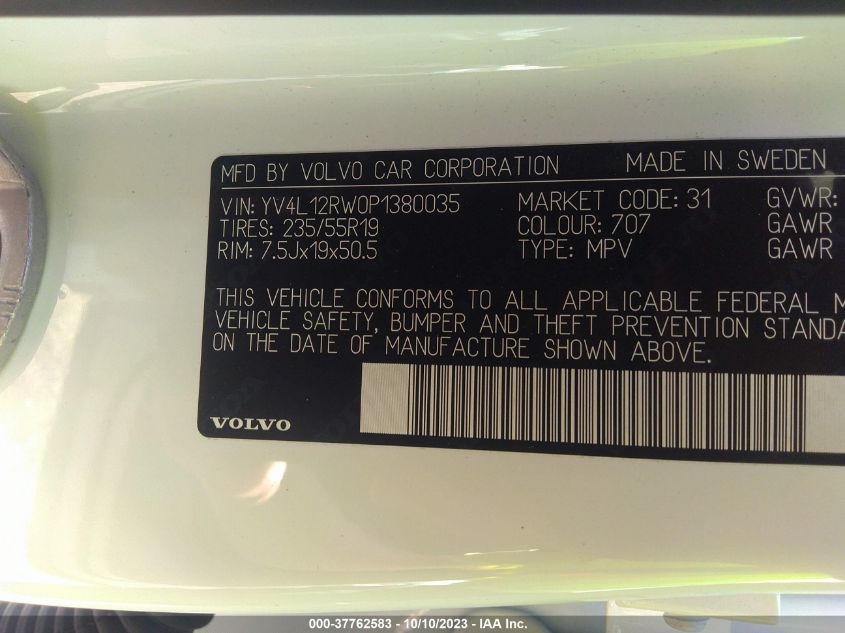 MFD BY VOLVO CAR CORPORATION MADE IN SWEDEN
VIN: YV4L12RW0P1380035 MARKET CODE: 31 GVWR:
TIRES: 235/55R19 COLOUR: 707 GAWR
RIM: 7.5Jx19x50.5 TYPE: MPV GAWR
THIS VEHICLE CONFORMS TO ALL APPLICABLE FEDERAL M
VEHICLE SAFETY, BUMPER AND THEFT PREVENTION STANDA
ON THE DATE OF MANUFACTURE SHOWN ABOVE.
VOLVO
000-37762583 - 10/10/2023 - IAA Inc.